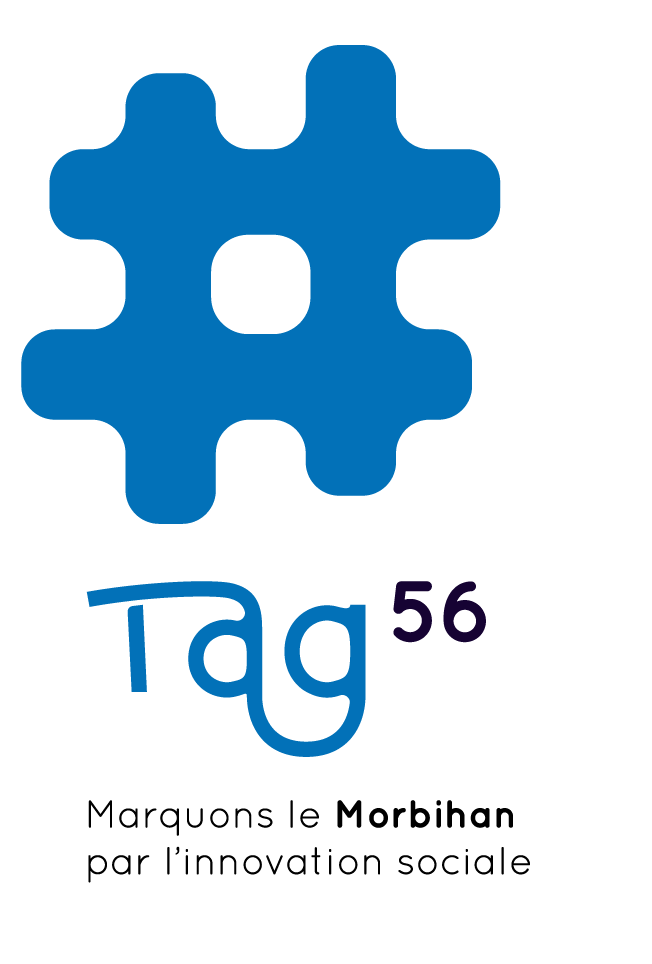 #
Tag56
Marquons le Morbihan
par l'innovation sociale